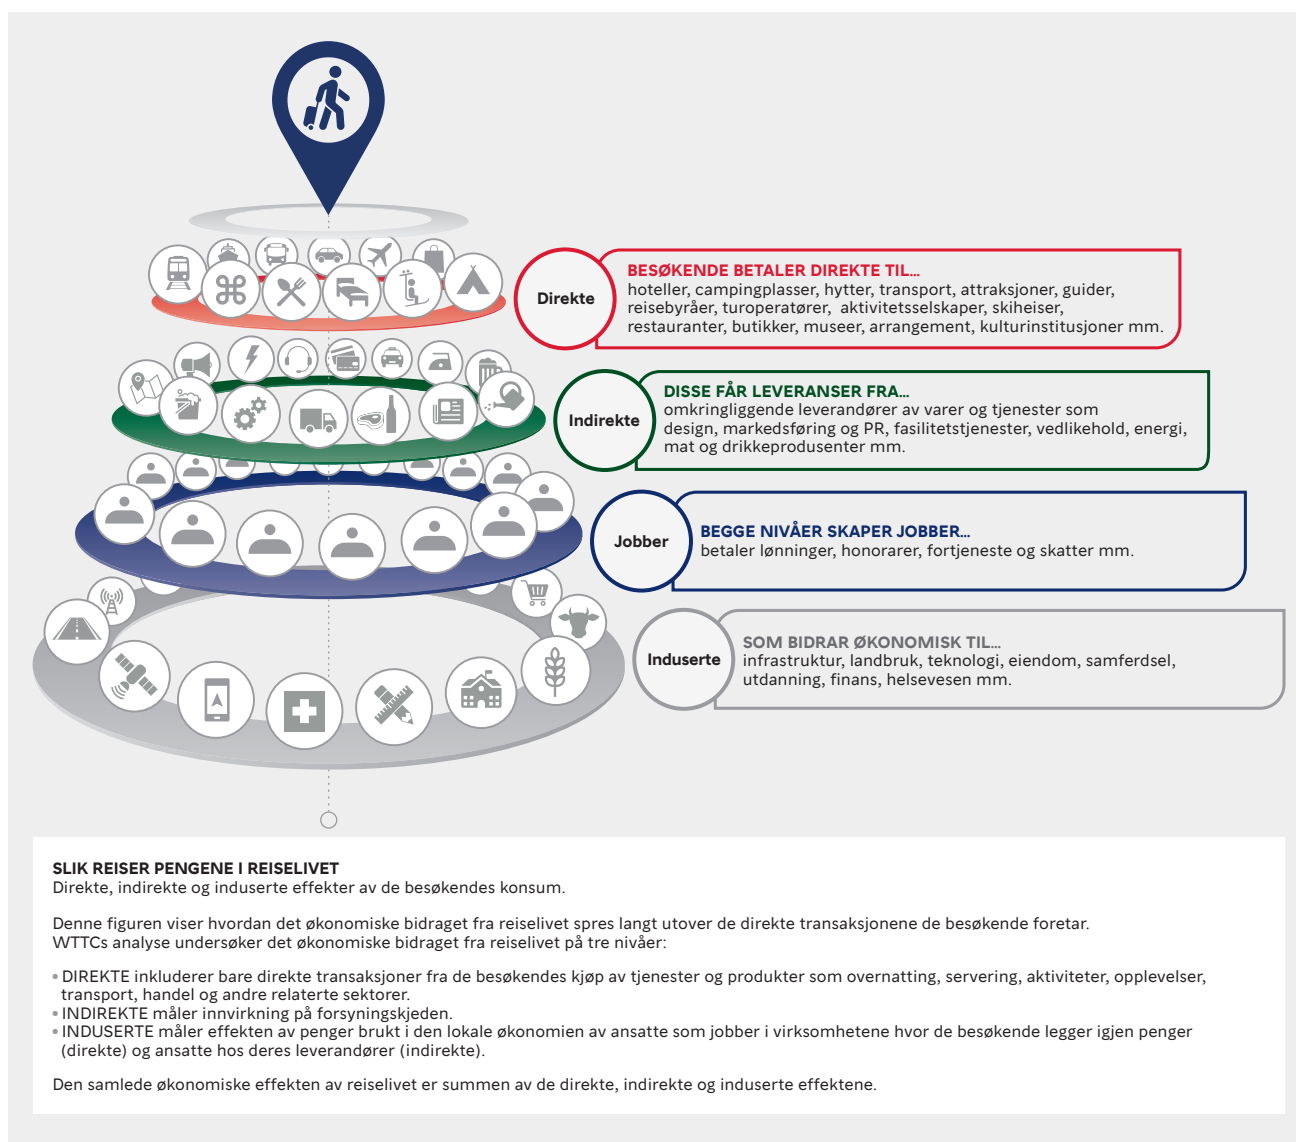 Direkte
BESØKENDE BETALER DIREKTE TIL...
hoteller, campingplasser, hytter, transport, attraksjoner, guider,
reisebyråer, turoperatører, aktivitetsselskaper, skiheiser,
restauranter, butikker, museer, arrangement, kulturinstitusjoner mm.
Indirekte
DISSE FÅR LEVERANSER FRA...
omkringliggende leverandører av varer og tjenester som
design, markedsføring og PR, fasilitetstjenester, vedlikehold, energi,
mat og drikkeprodusenter mm.
Jobber
BEGGE NIVÅER SKAPER JOBBER...
betaler lønninger, honorarer, fortjeneste og skatter mm.
Induserte
SOM BIDRAR ØKONOMISK TIL...
infrastruktur, landbruk, teknologi, eiendom, samferdsel,
utdanning, finans, helsevesen mm.
SLIK REISER PENGENE I REISELIVET
Direkte, indirekte og induserte effekter av de besøkendes konsum.
Denne figuren viser hvordan det økonomiske bidraget fra reiselivet spres langt utover de direkte transaksjonene de besøkende foretar.
WTTCs analyse undersøker det økonomiske bidraget fra reiselivet på tre nivåer:
• DIREKTE inkluderer bare direkte transaksjoner fra de besøkendes kjøp av tjenester og produkter som overnatting, servering, aktiviteter, opplevelser,
transport, handel og andre relaterte sektorer.
• INDIREKTE måler innvirkning på forsyningskjeden.
• INDUSERTE måler effekten av penger brukt i den lokale økonomien av ansatte som jobber i virksomhetene hvor de besøkende legger igjen penger
(direkte) og ansatte hos deres leverandører (indirekte).
Den samlede økonomiske effekten av reiselivet er summen av de direkte, indirekte og induserte effektene.